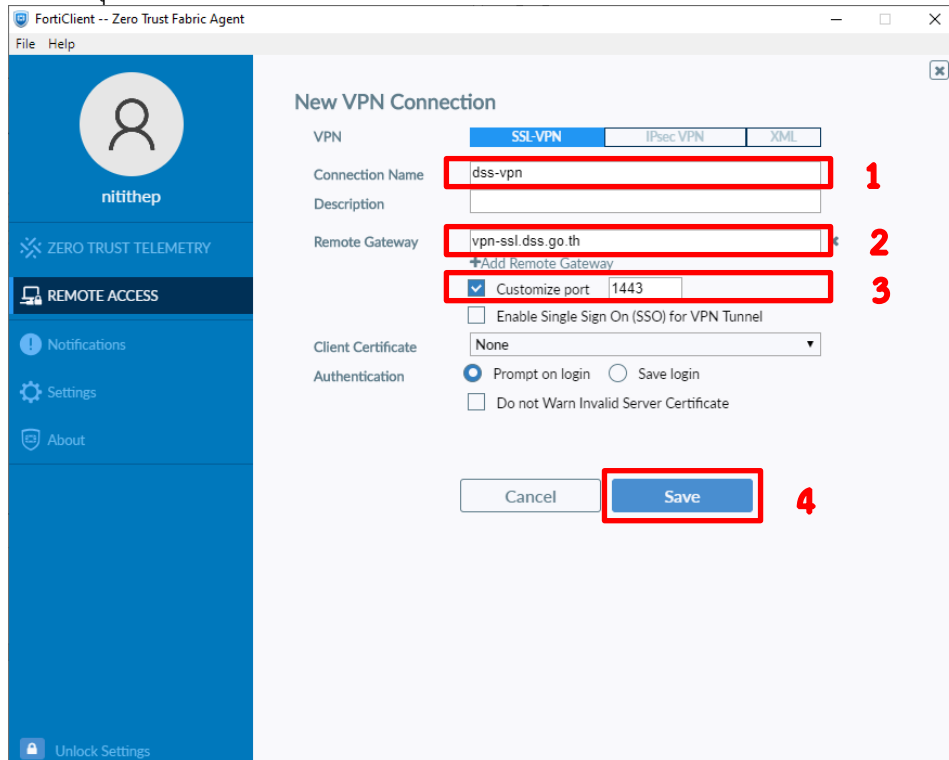 FortiClient -- Zero Trust Fabric Agent
File Help
nitithep
ZERO TRUST TELEMETRY
REMOTE ACCESS
Notifications
Settings
About
Unlock Settings
New VPN Connection
VPN SSL-VPN IPsec VPN XML
Connection Name dss-vpn 1
Description
Remote Gateway vpn-ssl.dss.go.th 2
+Add Remote Gateway
Customize port 1443 3
Enable Single Sign On (SSO) for VPN Tunnel
Client Certificate None
Authentication Prompt on login Save login
Do not Warn Invalid Server Certificate
Cancel Save 4